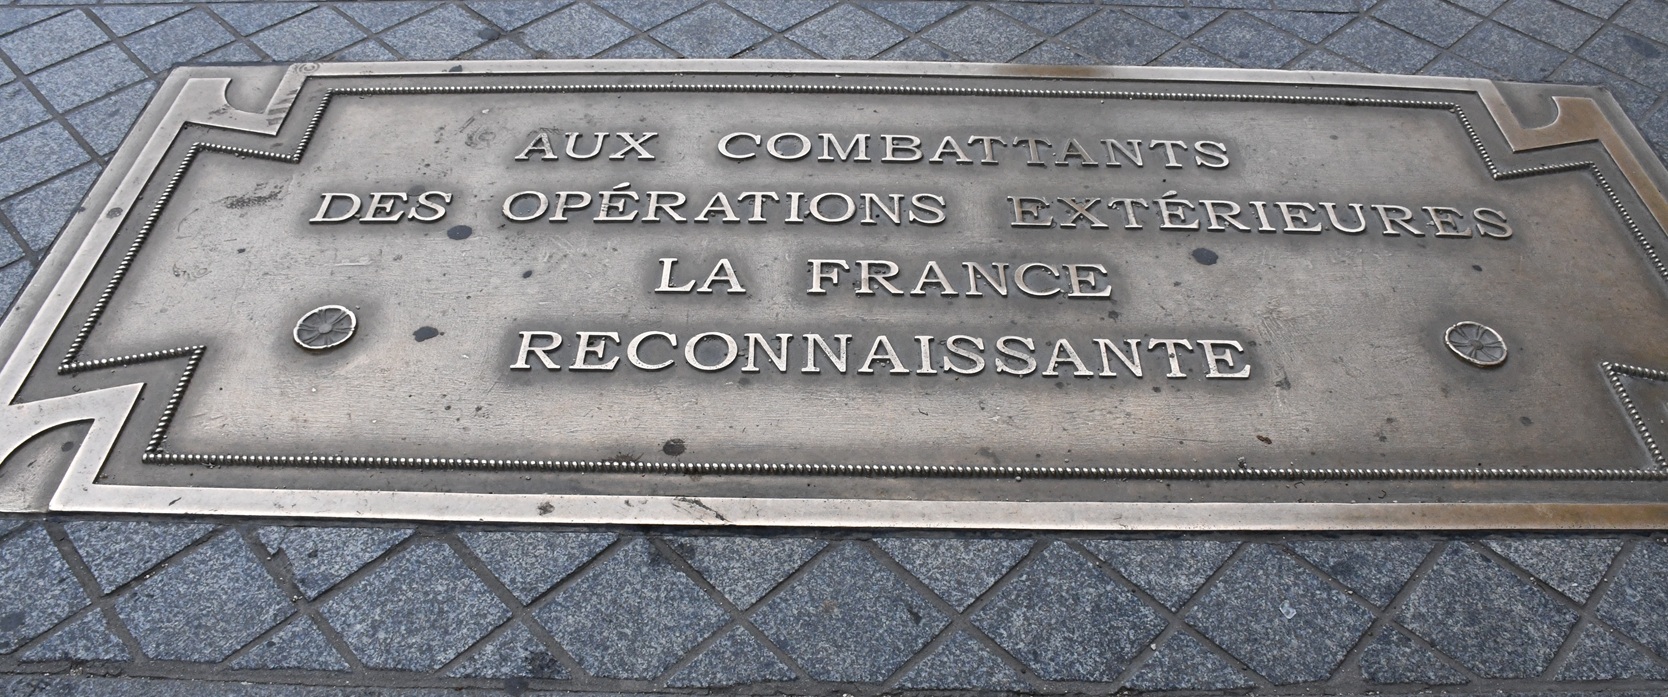 AUX COMBATTANTS
DES OPÉRATIONS EXTÉRIEURES
LA FRANCE
RECONNAISSANTE